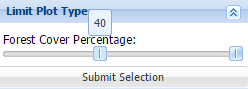 Limit Plot Type
40
Forest Cover Percentage:
Submit Selection